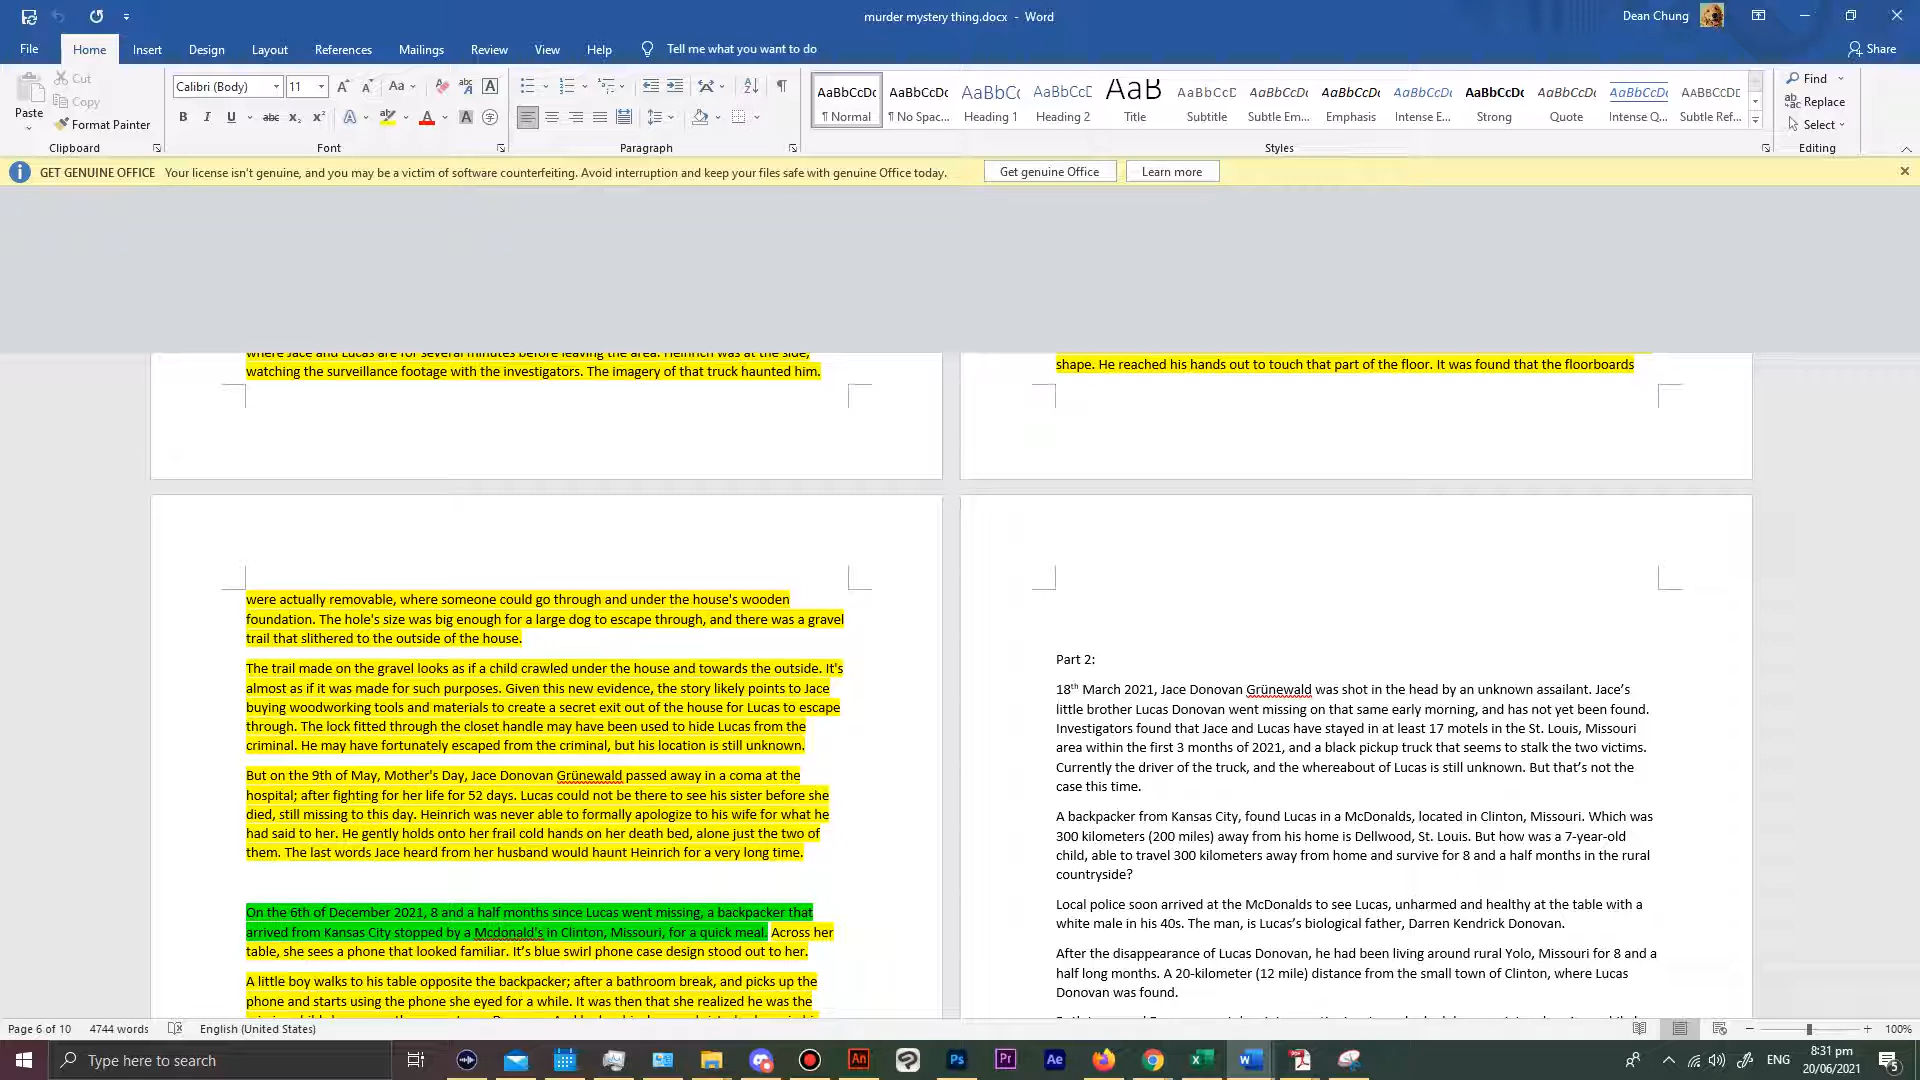 murder mystery thing.docx - Word
Dean Chung
File Home Insert Design Layout References Mailings Review View Help Tell me what you want to do
Share
Paste
Cut
Copy
Format Painter
Clipboard
Calibri (Body) 11
Font
Paragraph
AaBbCcDc AaBbCcDc AaBbCc AaBbCcD AaB AaBbCcD AaBbCcDc AaBbCcDc AaBbCcDc AaBbCcDc AaBbCcDc AaBbCcDc AABBCCDC
¶ Normal ¶ No Spac... Heading 1 Heading 2 Title Subtitle Subtle Em... Emphasis Intense E... Strong Quote Intense Q... Subtle Ref...
Styles
Find
Replace
Select
Editing
GET GENUINE OFFICE Your license isn't genuine, and you may be a victim of software counterfeiting. Avoid interruption and keep your files safe with genuine Office today. Get genuine Office Learn more
where Jace and Lucas are for several minutes before leaving the area. Heinrich was at the side,
watching the surveillance footage with the investigators. The imagery of that truck haunted him.
shape. He reached his hands out to touch that part of the floor. It was found that the floorboards
were actually removable, where someone could go through and under the house's wooden
foundation. The hole's size was big enough for a large dog to escape through, and there was a gravel
trail that slithered to the outside of the house.
The trail made on the gravel looks as if a child crawled under the house and towards the outside. It's
almost as if it was made for such purposes. Given this new evidence, the story likely points to Jace
buying woodworking tools and materials to create a secret exit out of the house for Lucas to escape
through. The lock fitted through the closet handle may have been used to hide Lucas from the
criminal. He may have fortunately escaped from the criminal, but his location is still unknown.
But on the 9th of May, Mother's Day, Jace Donovan Grünewald passed away in a coma at the
hospital; after fighting for her life for 52 days. Lucas could not be there to see his sister before she
died, still missing to this day. Heinrich was never able to formally apologize to his wife for what he
had said to her. He gently holds onto her frail cold hands on her death bed, alone just the two of
them. The last words Jace heard from her husband would haunt Heinrich for a very long time.
On the 6th of December 2021, 8 and a half months since Lucas went missing, a backpacker that
arrived from Kansas City stopped by a Mcdonald's in Clinton, Missouri, for a quick meal. Across her
table, she sees a phone that looked familiar. It’s blue swirl phone case design stood out to her.
A little boy walks to his table opposite the backpacker; after a bathroom break, and picks up the
phone and starts using the phone she eyed for a while. It was then that she realized he was the
Part 2:
18th March 2021, Jace Donovan Grünewald was shot in the head by an unknown assailant. Jace’s
little brother Lucas Donovan went missing on that same early morning, and has not yet been found.
Investigators found that Jace and Lucas have stayed in at least 17 motels in the St. Louis, Missouri
area within the first 3 months of 2021, and a black pickup truck that seems to stalk the two victims.
Currently the driver of the truck, and the whereabout of Lucas is still unknown. But that’s not the
case this time.
A backpacker from Kansas City, found Lucas in a McDonalds, located in Clinton, Missouri. Which was
300 kilometers (200 miles) away from his home is Dellwood, St. Louis. But how was a 7-year-old
child, able to travel 300 kilometers away from home and survive for 8 and a half months in the rural
countryside?
Local police soon arrived at the McDonalds to see Lucas, unharmed and healthy at the table with a
white male in his 40s. The man, is Lucas’s biological father, Darren Kendrick Donovan.
After the disappearance of Lucas Donovan, he had been living around rural Yolo, Missouri for 8 and a
half long months. A 20-kilometer (12 mile) distance from the small town of Clinton, where Lucas
Donovan was found.
Page 6 of 10 4744 words English (United States) 100%
Type here to search
ENG
8:31 pm
20/06/2021